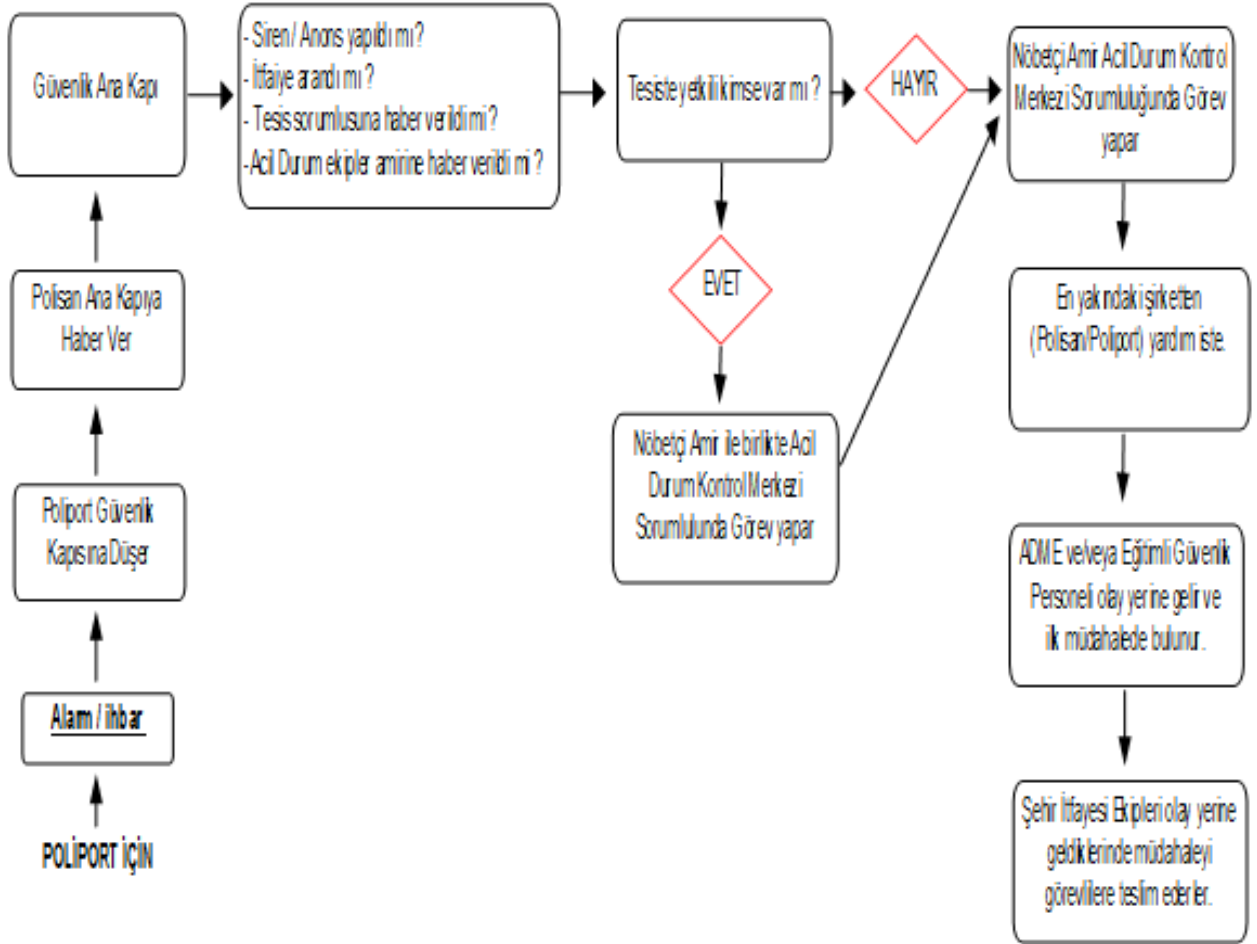 Güvenlik Ana Kapı
- Siren / Anons yapıldı mı?
- İtfaiye arandı mı ?
- Tesis sorumlusuna haber verildi mi ?
-Acil Durum ekipler amirine haber verildi mi ?
Tesiste yetkili kimse var mı ?
HAYIR
Nöbetçi Amir Acil Durum Kontrol
Merkezi Sorumluluğunda Görev
yapar
Polisan Ana Kapıya
Haber Ver
EVET
En yakındaki şirketten
(Polisan/Poliport) yardım iste.
Nöbetçi Amir ile birlikte Acil
Durum Kontrol Merkezi
Sorumlulunda Görev yapar
Poliport Güvenlik
Kapısına Düşer
ADME ve/veya Eğitimli Güvenlik
Personeli olay yerine gelir ve
ilk müdahalede bulunur.
Alarm / ihbar
POLİPORT İÇİN
Şehir İtfayesi Ekipleri olay yerine
geldiklerinde müdahaleyi
görevlilere teslim ederler.